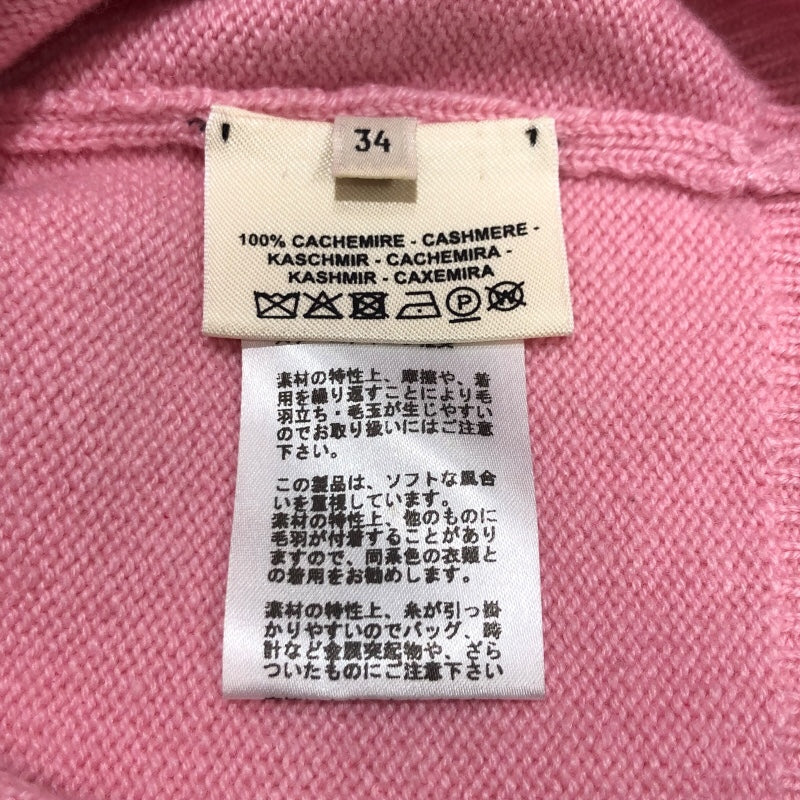 34
100% CACHEMIRE - CASHMERE -
KASCHMIR - CACHEMIRA -
KASHMIR - CAXEMIRA
P
W
素材の特性上、摩擦や、着
用を繰り返すことにより毛
羽立ち・毛玉が生じやすい
のでお取り扱いにはご注意
下さい。
この製品は、ソフトな風合
いを重視しています。
素材の特性上、他のものに
毛羽が付着することがあり
ますので、同系色の衣類と
の着用をお勧めします。
素材の特性上、糸が引っ掛
かりやすいのでバッグ、時
計など金属突起物や、ざら
ついたものにご注意下さい